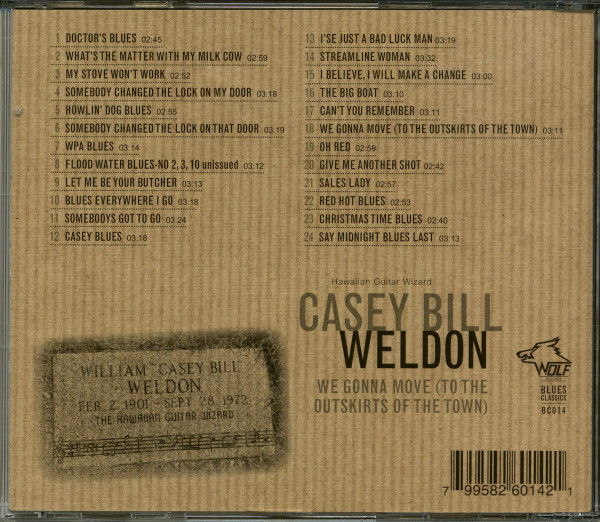 1 DOCTOR'S BLUES 02:45
2 WHAT'S THE MATTER WITH MY MILK COW 02:59
3 MY STOVE WON'T WORK 02:52
4 SOMEBODY CHANGED THE LOCK ON MY DOOR 03:18
5 HOWLIN' DOG BLUES 02:55
6 SOMEBODY CHANGED THE LOCK ON THAT DOOR 03:19
7 WPA BLUES 03:14
8 FLOOD WATER BLUES-NO 2, 3, 10 unissued 03:12
9 LET ME BE YOUR BUTCHER 03:13
10 BLUES EVERYWHERE I GO 03:18
11 SOMEBODYS GOT TO GO 03:24
12 CASEY BLUES 03:18
13 I'SE JUST A BAD LUCK MAN 03:19
14 STREAMLINE WOMAN 03:32
15 I BELIEVE, I WILL MAKE A CHANGE 03:00
16 THE BIG BOAT 03:10
17 CAN'T YOU REMEMBER 03:11
18 WE GONNA MOVE (TO THE OUTSKIRTS OF THE TOWN) 03:11
19 OH RED 02:59
20 GIVE ME ANOTHER SHOT 02:42
21 SALES LADY 02:57
22 RED HOT BLUES 02:53
23 CHRISTMAS TIME BLUES 02:40
24 SAY MIDNIGHT BLUES LAST 03:13
Hawaiian Guitar Wizard
CASEY BILL
WELDON
WE GONNA MOVE (TO THE
OUTSKIRTS OF THE TOWN)
WOLF
BLUES
CLASSICS
BC014
WILLIAM "CASEY BILL"
WELDON
FEB 2, 1901 - SEPT 28, 1972
THE HAWAIIAN GUITAR WIZARD
7 99582 60142 1